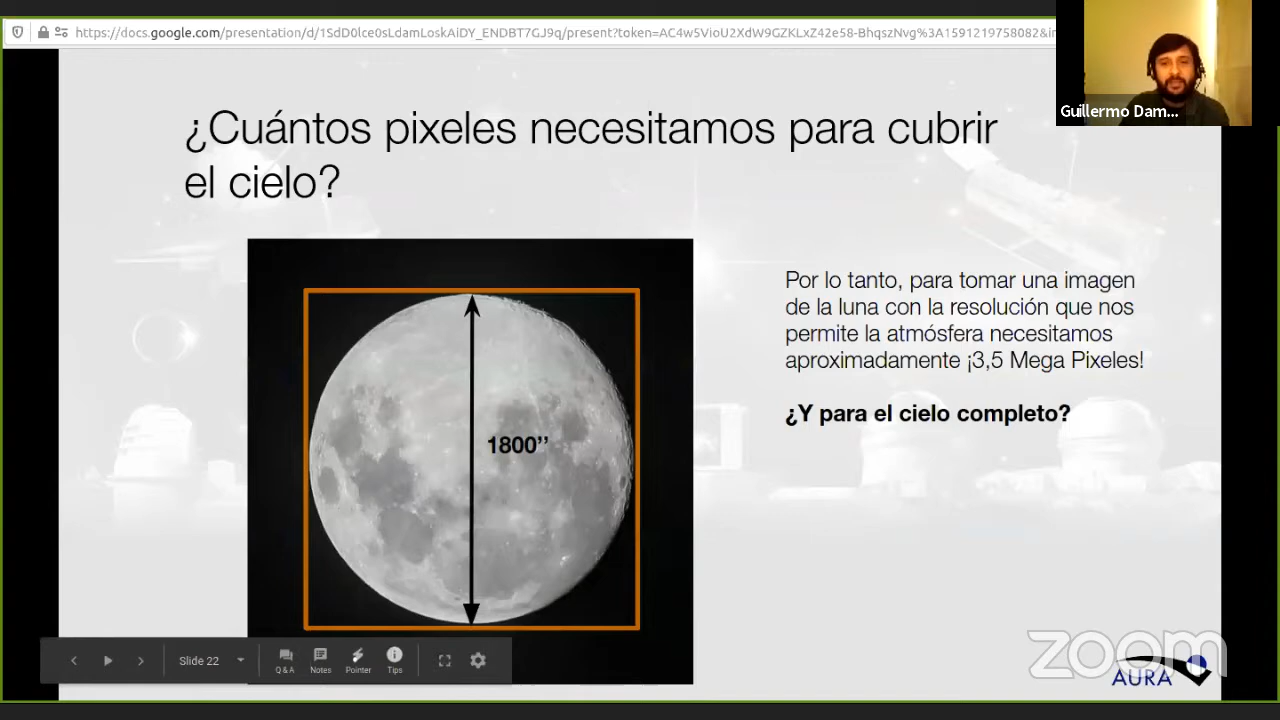 https://docs.google.com/presentation/d/1SdD0lce0sLdamLoskAiDY_ENDBT7GJ9q/present?token=AC4w5VioU2XdW9GZKLxZ42e58-BhqszNvg%3A1591219758082&i
Guillermo Dam...
¿Cuántos pixeles necesitamos para cubrir
el cielo?
Por lo tanto, para tomar una imagen
de la luna con la resolución que nos
permite la atmósfera necesitamos
aproximadamente ¡3,5 Mega Pixeles!
¿Y para el cielo completo?
1800’’
Slide 22
Q & A
Notes
Pointer
Tips
zoom
AURA